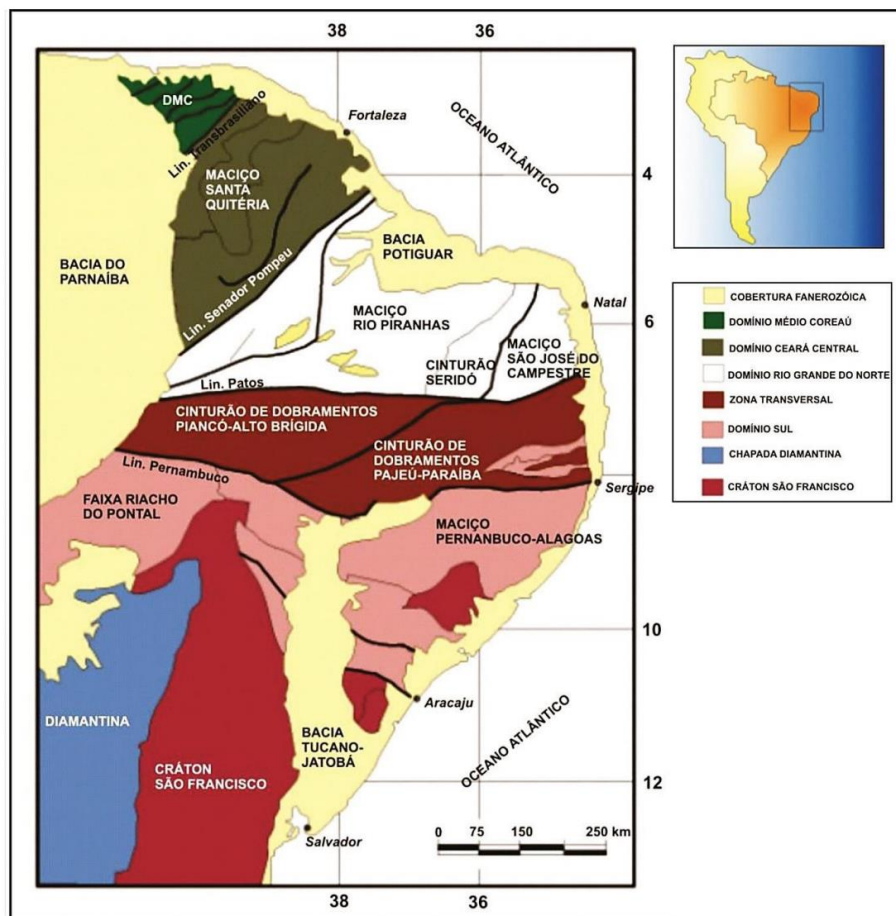 38
36
DMC
Lin. Transbrasiliano
Fortaleza
OCEANO ATLÂNTICO
MACIÇO
SANTA
QUITÉRIA
4
BACIA DO
PARNAÍBA
Lin. Senador Pompeu
BACIA
POTIGUAR
Natal
6
MACIÇO
RIO PIRANHAS
MACIÇO
SÃO JOSÉ DO
CAMPESTRE
CINTURÃO
SERIDÓ
Lin. Patos
CINTURÃO DE DOBRAMENTOS
PIANCÓ-ALTO BRÍGIDA
CINTURÃO DE
DOBRAMENTOS
PAJEÚ-PARAÍBA
Lin. Pernambuco
Sergipe
FAIXA RIACHO
DO PONTAL
MACIÇO
PERNANBUCO-ALAGOAS
10
DIAMANTINA
Aracaju
OCEANO ATLÂNTICO
BACIA
TUCANO-
JATOBÁ
CRÁTON
SÃO FRANCISCO
12
Salvador
0 75 150 250 km
38
36
COBERTURA FANEROZÓICA
DOMÍNIO MÉDIO COREAÚ
DOMÍNIO CEARÁ CENTRAL
DOMÍNIO RIO GRANDE DO NORTE
ZONA TRANSVERSAL
DOMÍNIO SUL
CHAPADA DIAMANTINA
CRÁTON SÃO FRANCISCO